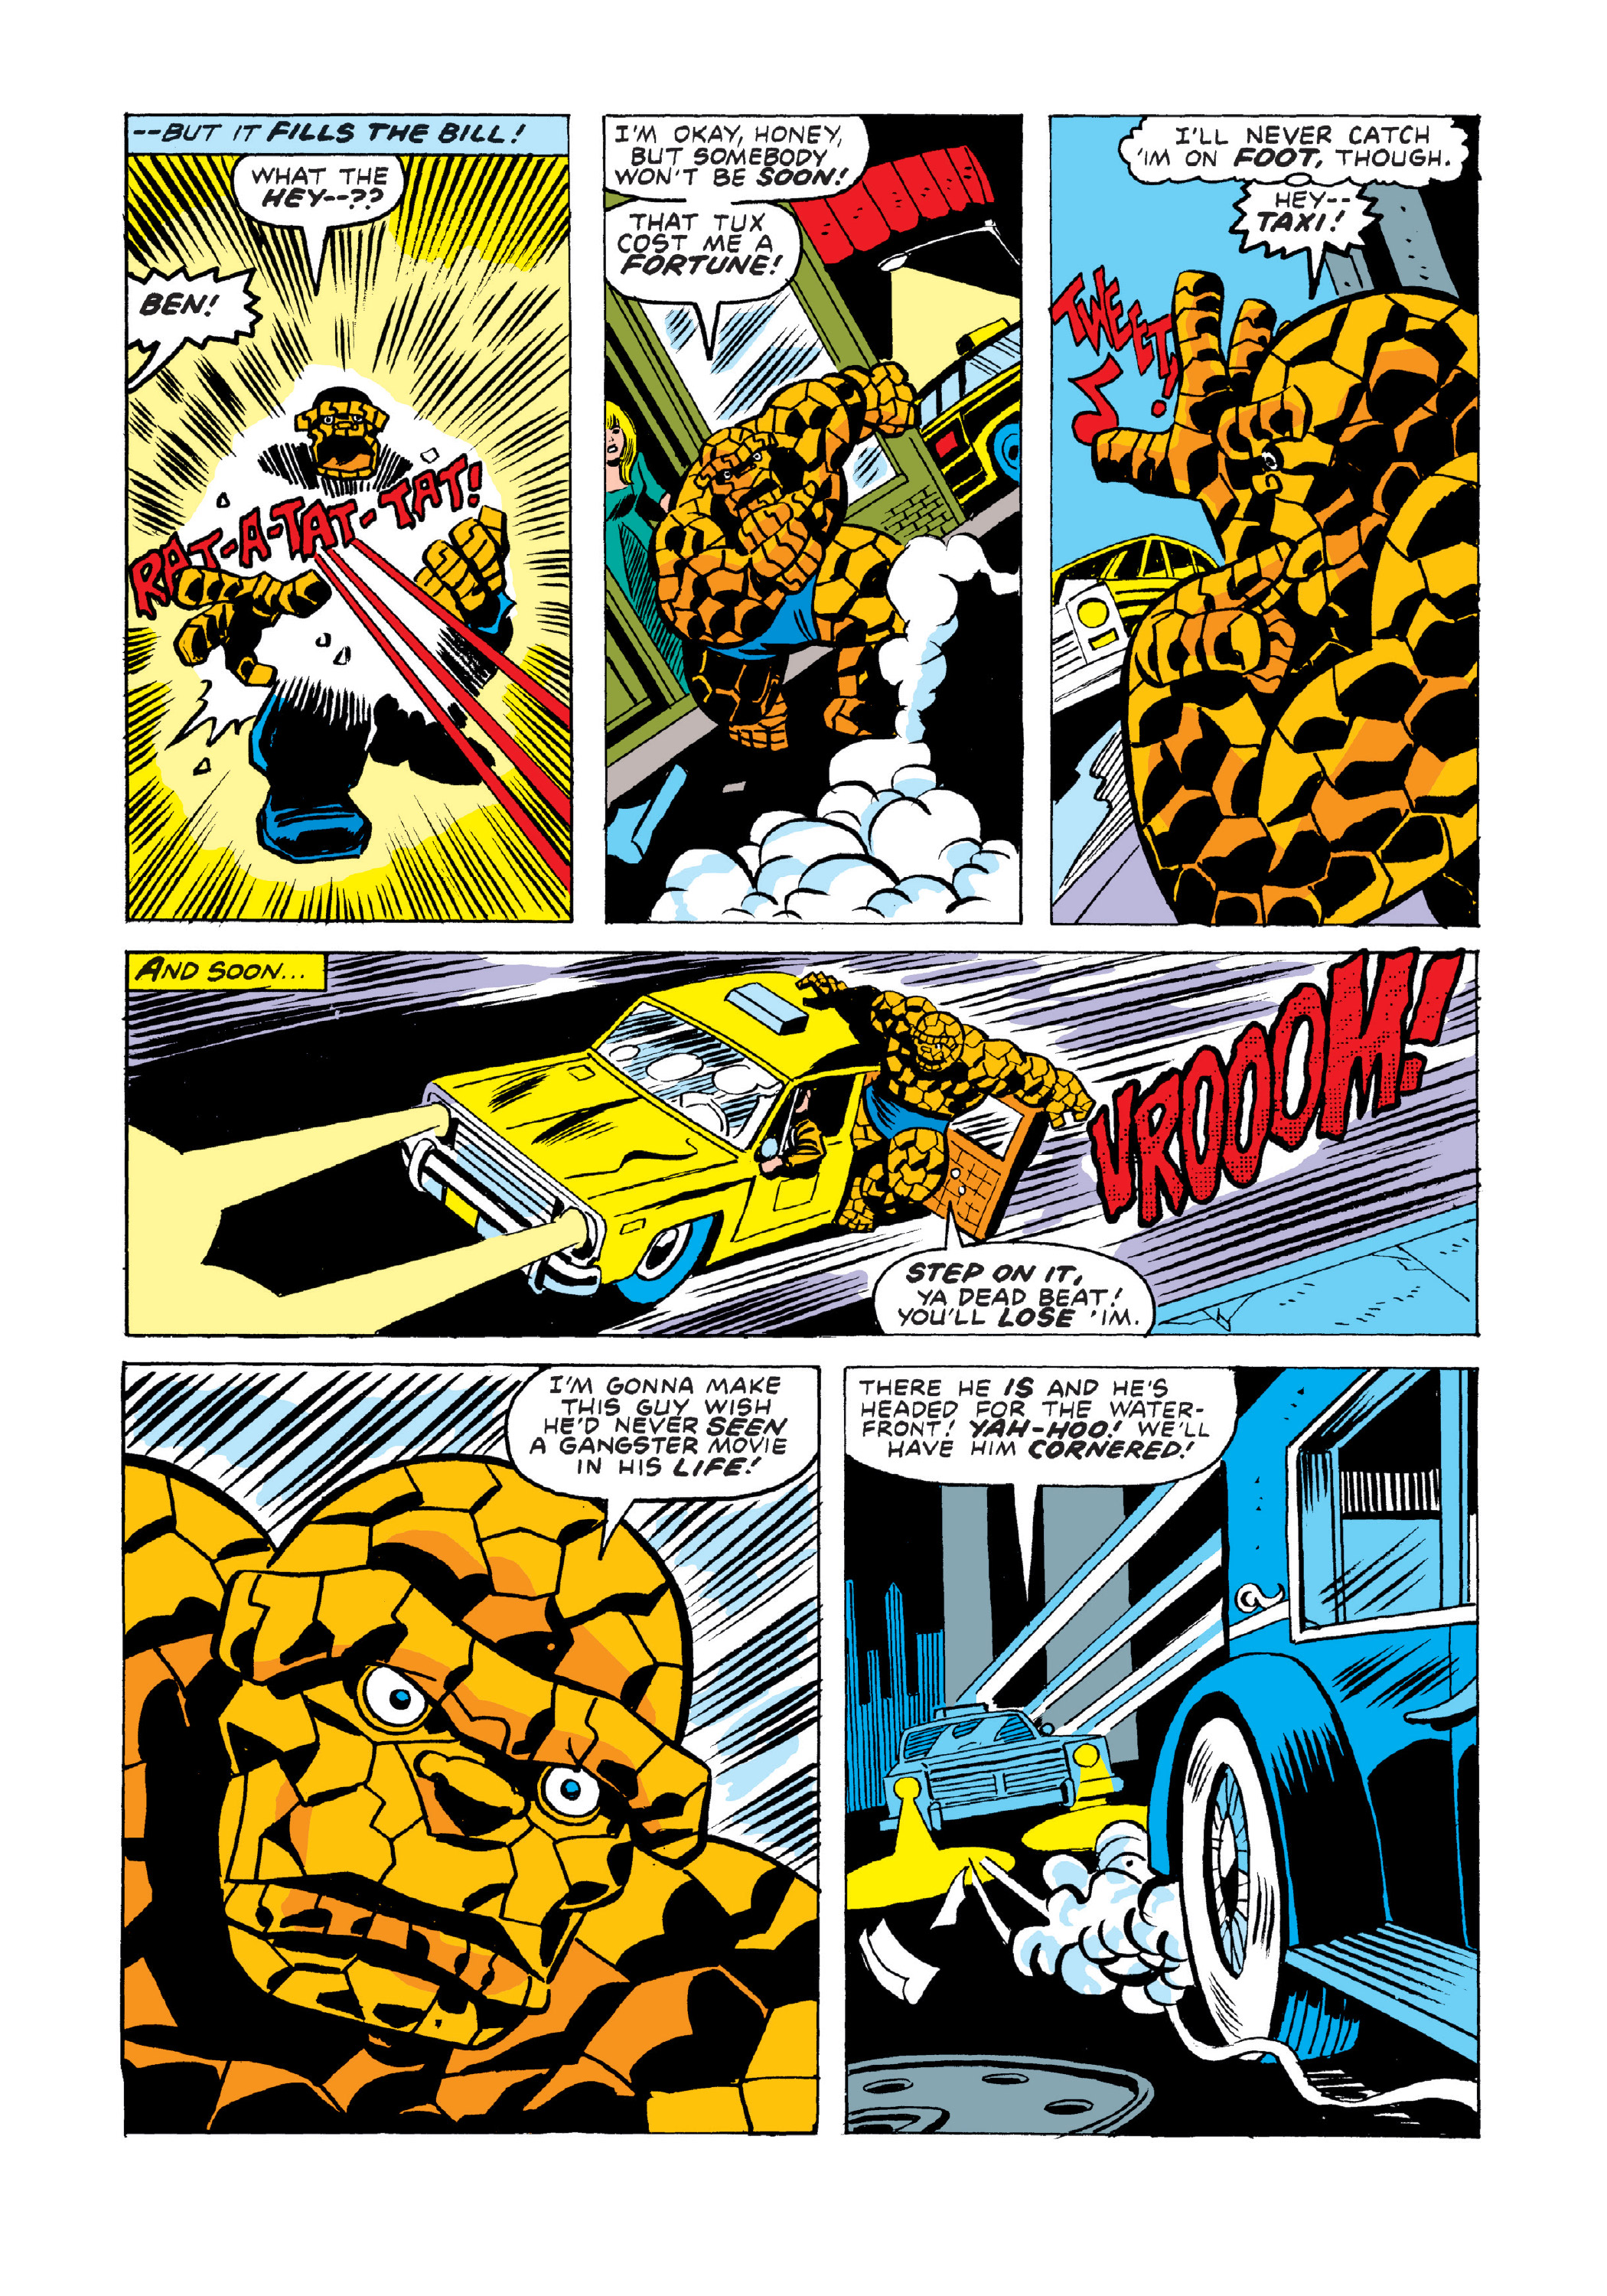 --BUT IT FILLS THE BILL!
WHAT THE
HEY--??
BEN!
RAT-A-TAT-TAT!
I'M OKAY, HONEY,
BUT SOMEBODY
WON'T BE SOON!
THAT TUX
COST ME A
FORTUNE!
I'LL NEVER CATCH
'IM ON FOOT, THOUGH.
HEY--
TAXI!
TWEET!
AND SOON...
VROOOM!
STEP ON IT,
YA DEAD BEAT!
YOU'LL LOSE 'IM.
I'M GONNA MAKE
THIS GUY WISH
HE'D NEVER SEEN
A GANGSTER MOVIE
IN HIS LIFE!
THERE HE IS AND HE'S
HEADED FOR THE WATER-
FRONT! YAH-HOO! WE'LL
HAVE HIM CORNERED!